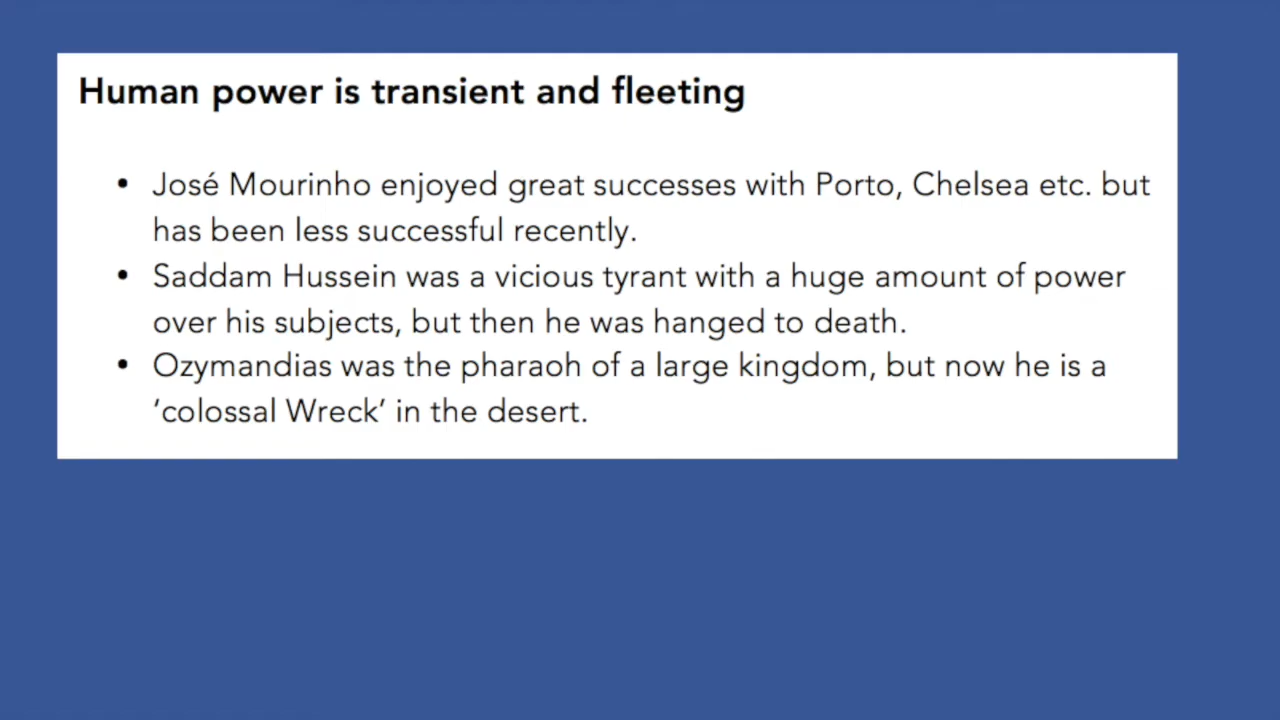 Human power is transient and fleeting
• José Mourinho enjoyed great successes with Porto, Chelsea etc. but
has been less successful recently.
• Saddam Hussein was a vicious tyrant with a huge amount of power
over his subjects, but then he was hanged to death.
• Ozymandias was the pharaoh of a large kingdom, but now he is a
‘colossal Wreck’ in the desert.